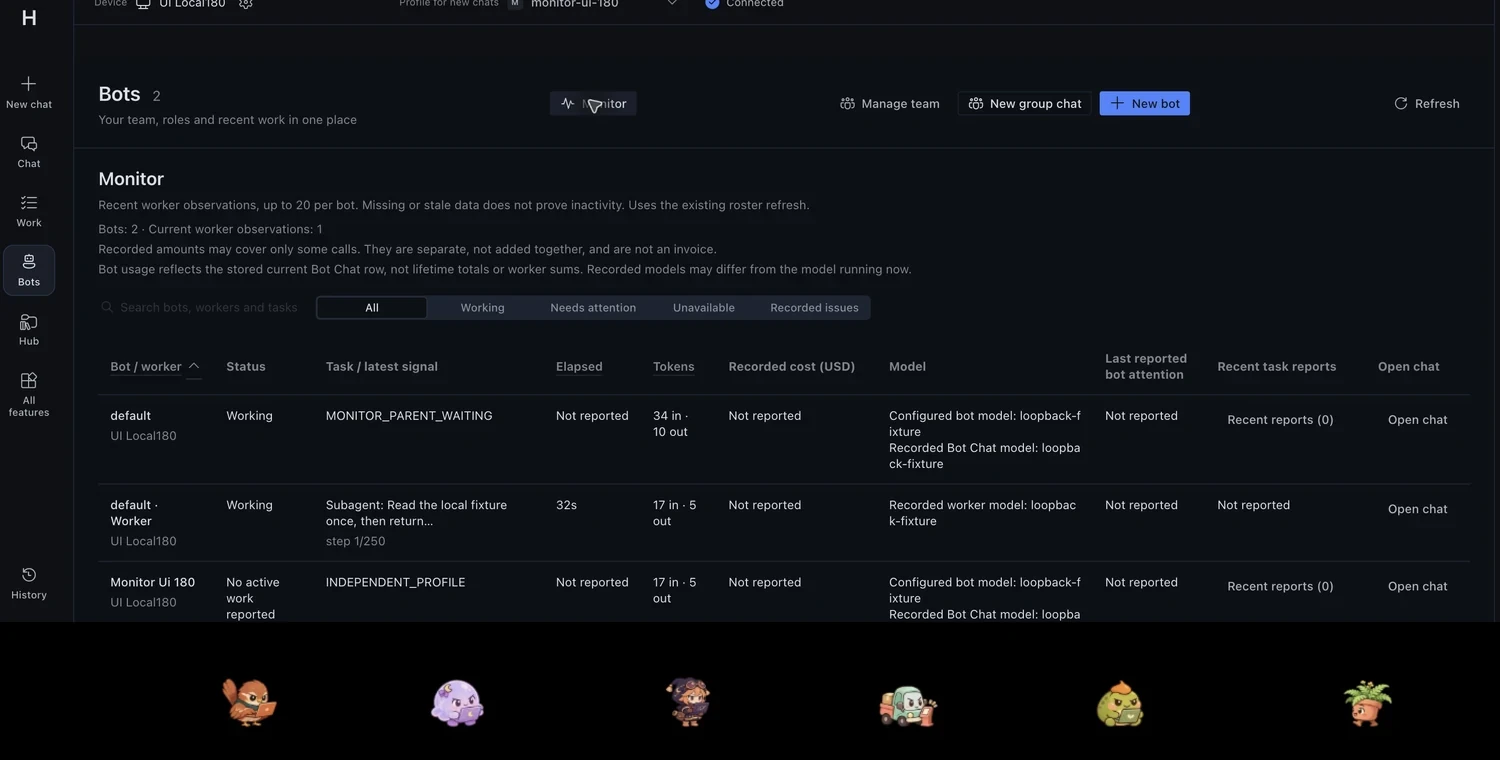 H
Device UI Local180
Profile for new chats M monitor-ui-180
Connected
New chat
Chat
Work
Bots
Hub
All
features
History
Bots 2
Your team, roles and recent work in one place
Monitor
Manage team
New group chat
New bot
Refresh
Monitor
Recent worker observations, up to 20 per bot. Missing or stale data does not prove inactivity. Uses the existing roster refresh.
Bots: 2 · Current worker observations: 1
Recorded amounts may cover only some calls. They are separate, not added together, and are not an invoice.
Bot usage reflects the stored current Bot Chat row, not lifetime totals or worker sums. Recorded models may differ from the model running now.
Search bots, workers and tasks
All
Working
Needs attention
Unavailable
Recorded issues
Bot / worker
Status
Task / latest signal
Elapsed
Tokens
Recorded cost (USD)
Model
Last reported
bot attention
Recent task reports
Open chat
default
UI Local180
Working
MONITOR_PARENT_WAITING
Not reported
34 in ·
10 out
Not reported
Configured bot model: loopback-f
ixture
Recorded Bot Chat model: loopba
ck-fixture
Not reported
Recent reports (0)
Open chat
default ·
Worker
UI Local180
Working
Subagent: Read the local fixture
once, then return...
step 1/250
32s
17 in · 5
out
Not reported
Recorded worker model: loopbac
k-fixture
Not reported
Not reported
Open chat
Monitor Ui 180
UI Local180
No active
work
reported
INDEPENDENT_PROFILE
Not reported
17 in · 5
out
Not reported
Configured bot model: loopback-f
ixture
Recorded Bot Chat model: loopba
Not reported
Recent reports (0)
Open chat